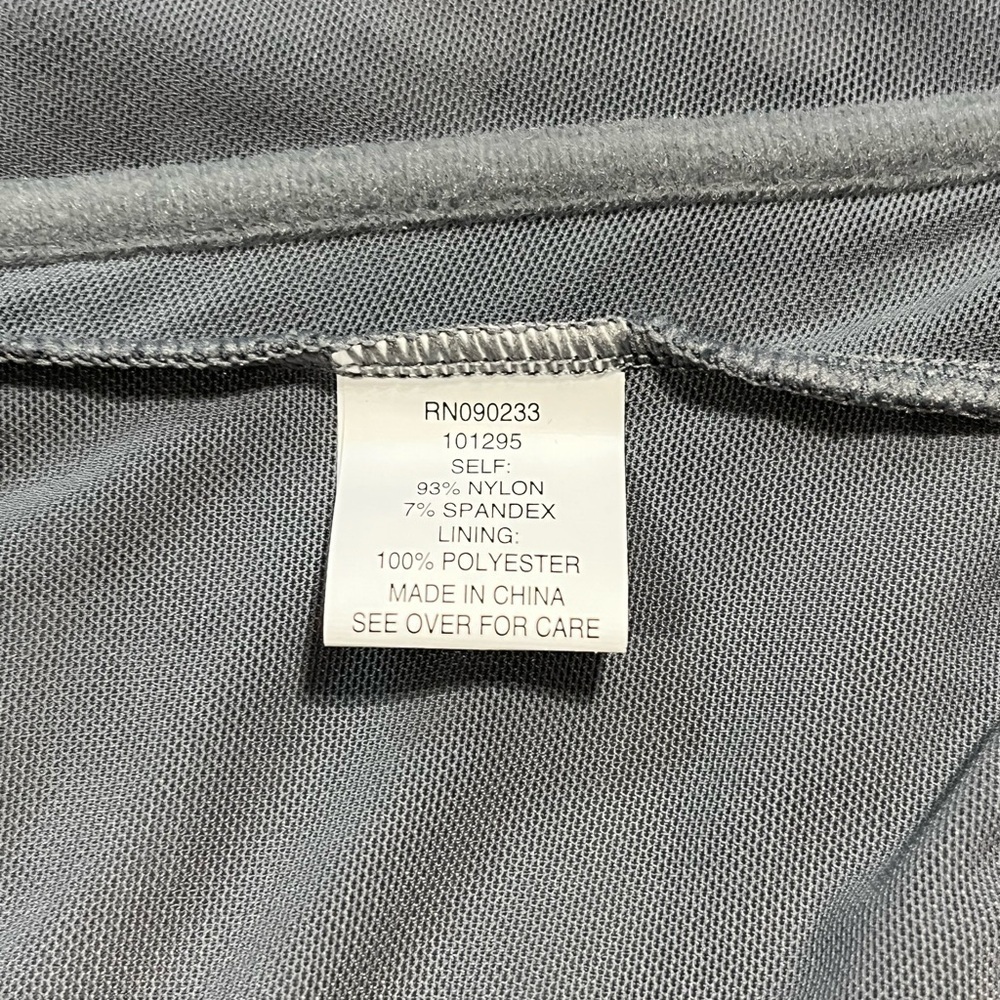 RN090233
101295
SELF:
93% NYLON
7% SPANDEX
LINING:
100% POLYESTER
MADE IN CHINA
SEE OVER FOR CARE